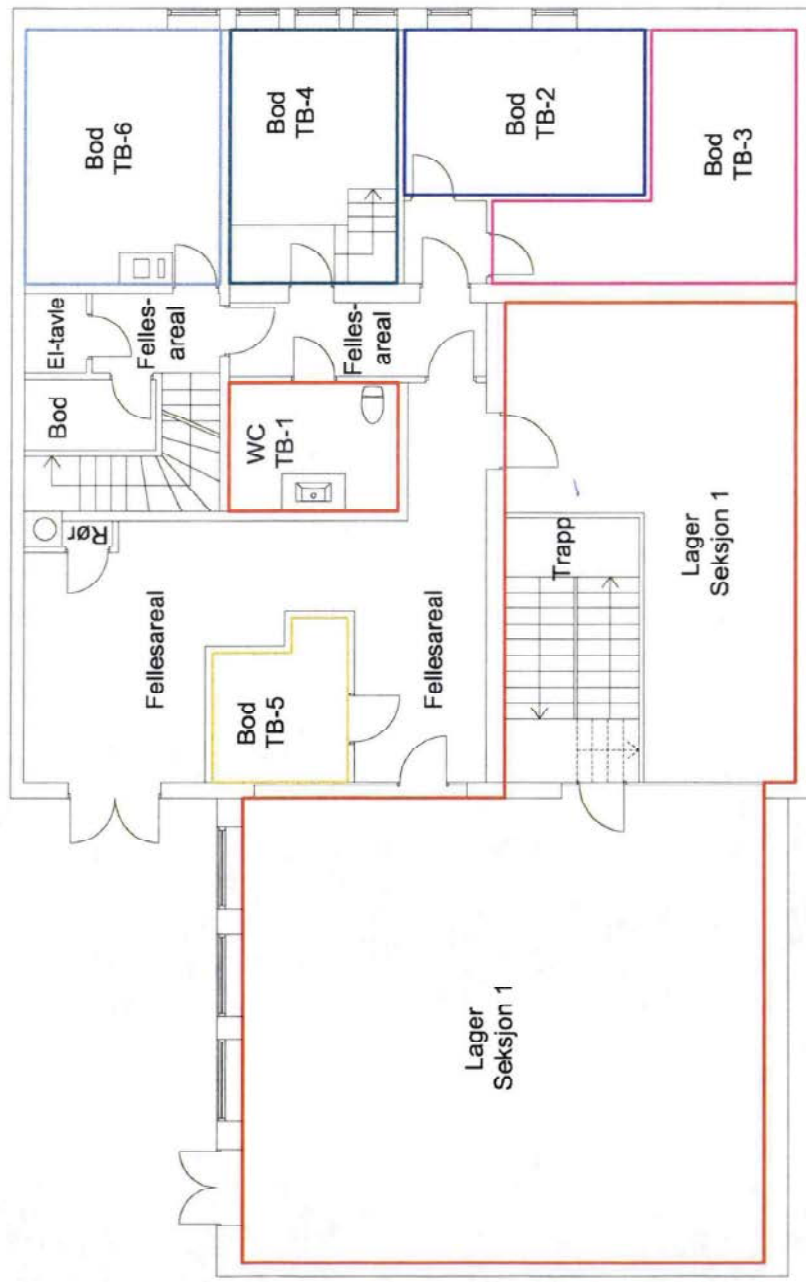 Bod
TB-6
Bod
TB-4
Bod
TB-2
Bod
TB-3
El-tavle
Felles-
areal
Felles-
areal
Bod
WC
TB-1
Rør
Trapp
Lager
Seksjon 1
Fellesareal
Bod
TB-5
Fellesareal
Lager
Seksjon 1